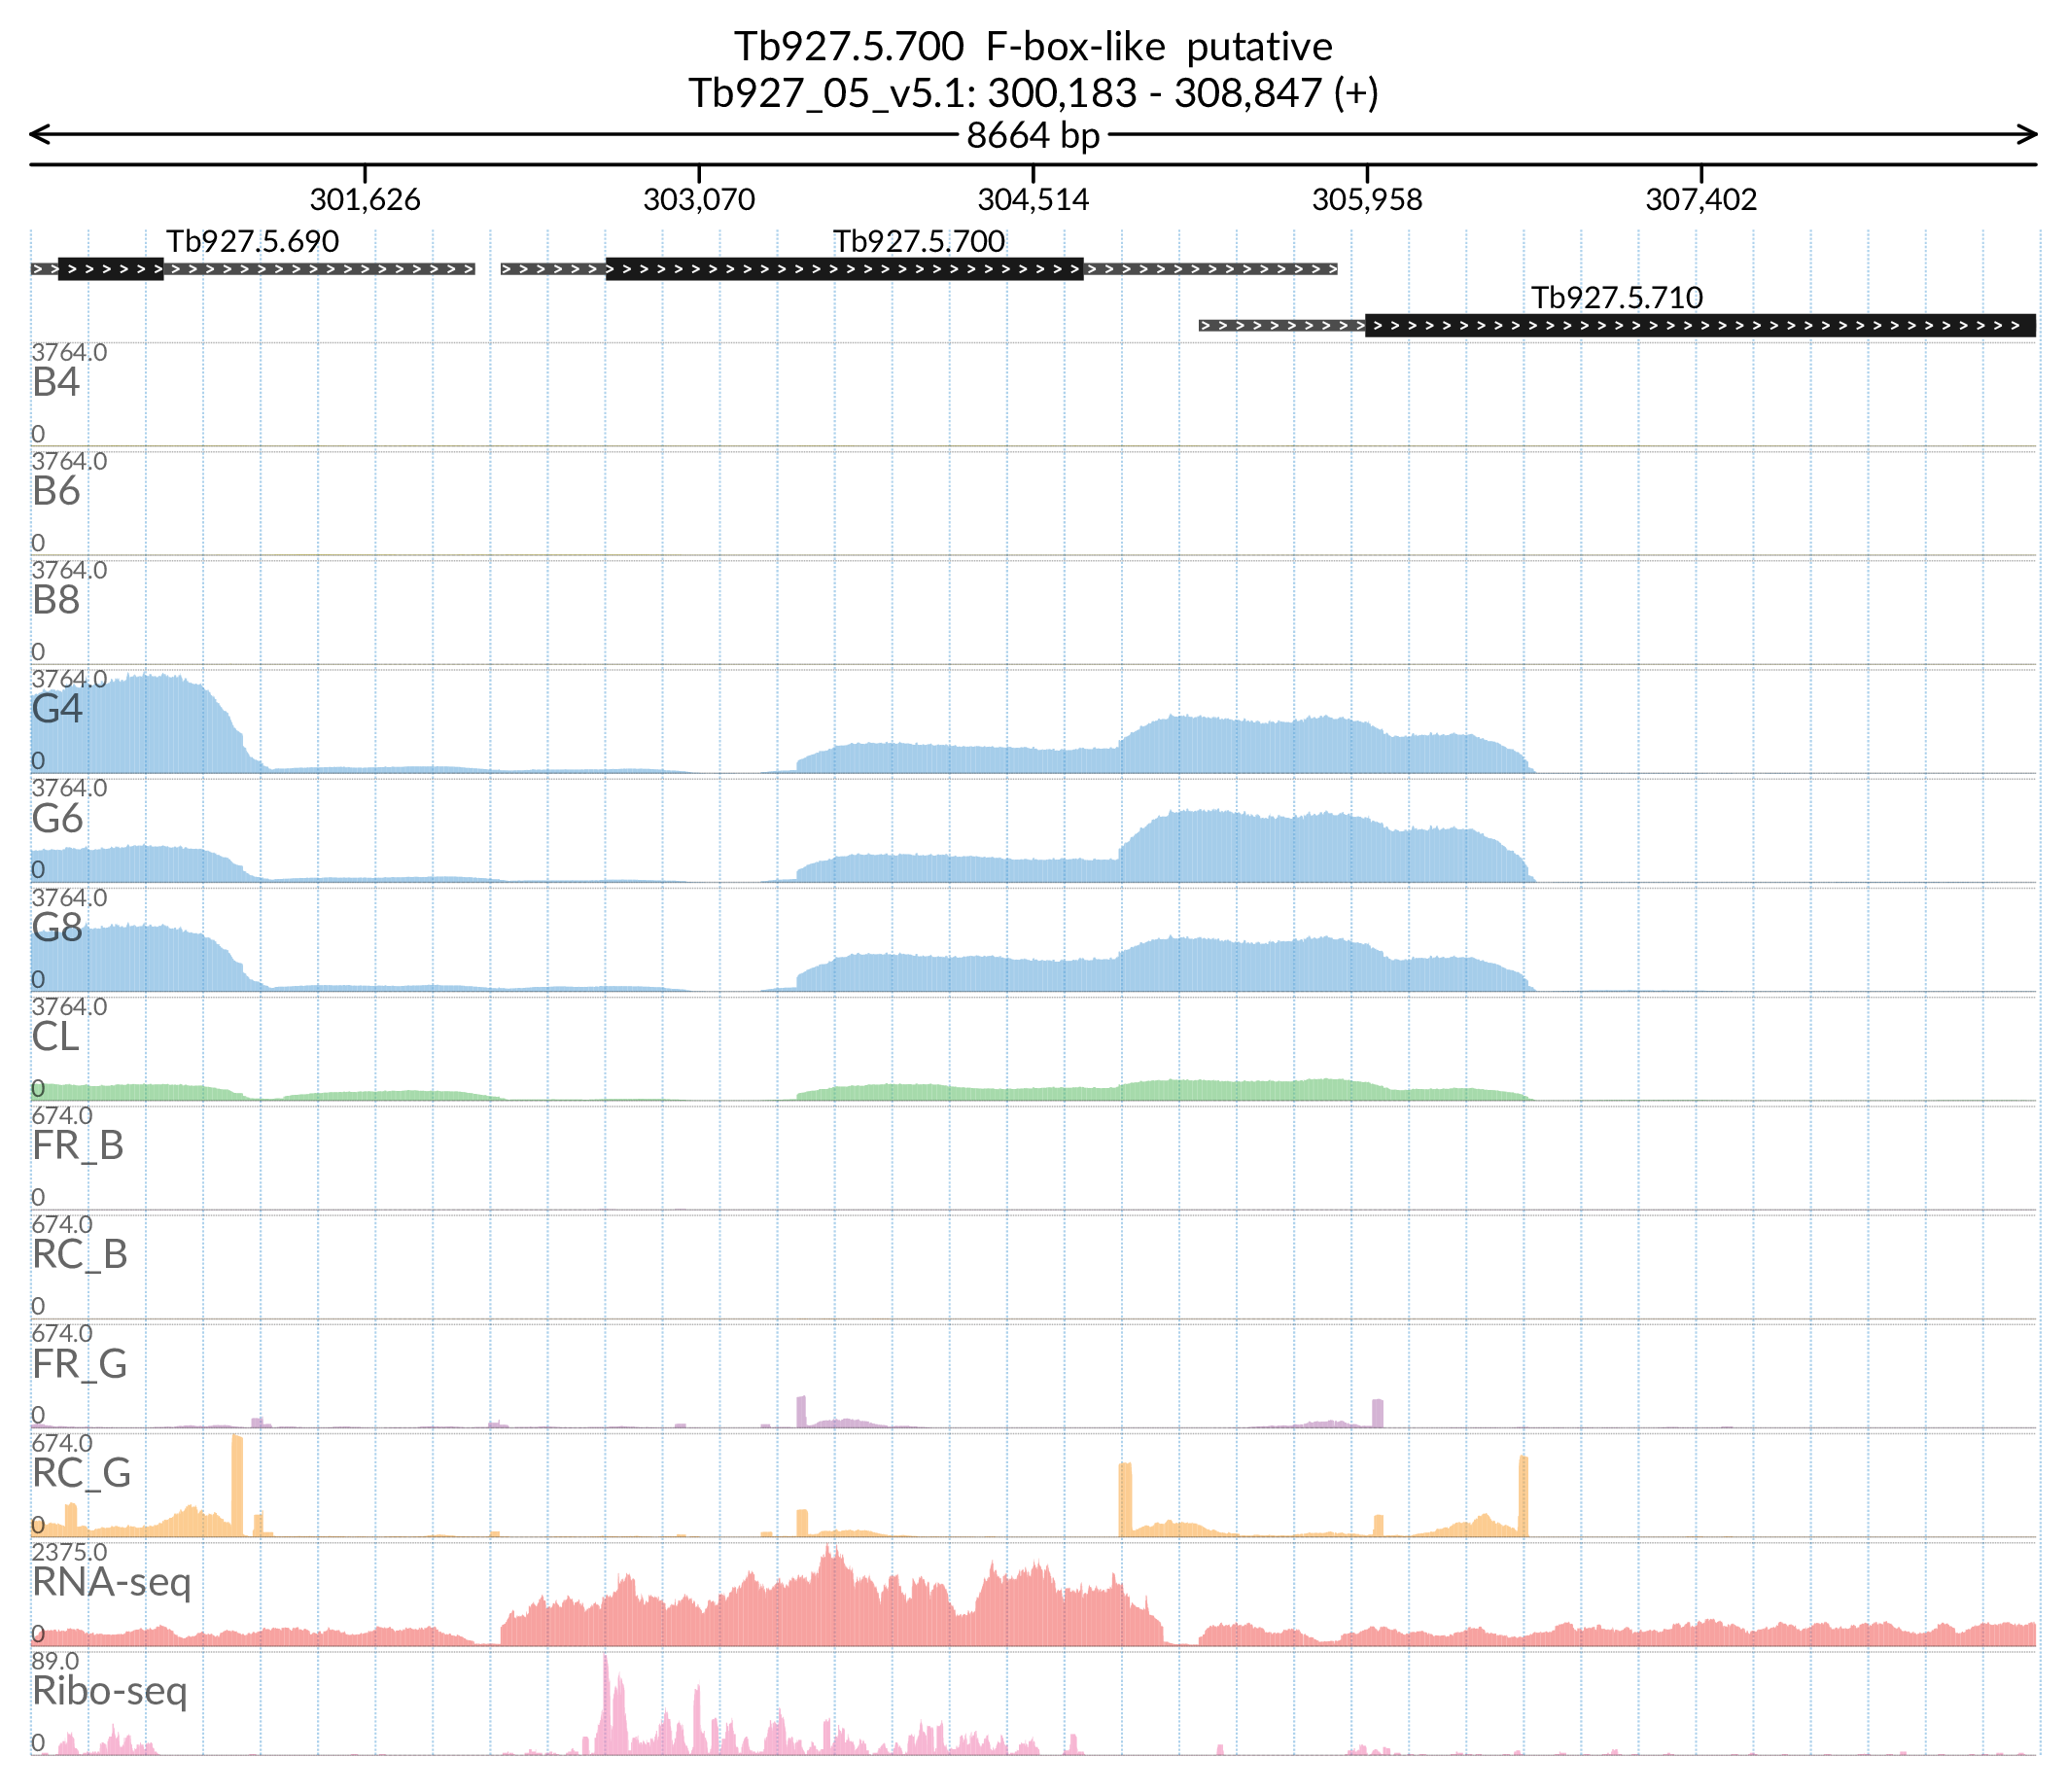 Tb927.5.700 F-box-like putative
Tb927_05_v5.1: 300,183 - 308,847 (+)
8664 bp
301,626 303,070 304,514 305,958 307,402
Tb927.5.690 Tb927.5.700
Tb927.5.710
3764.0
B4
0
3764.0
B6
0
3764.0
B8
0
3764.0
G4
0
3764.0
G6
0
3764.0
G8
0
3764.0
CL
0
674.0
FR_B
0
674.0
RC_B
0
674.0
FR_G
0
674.0
RC_G
0
2375.0
RNA-seq
0
89.0
Ribo-seq
0